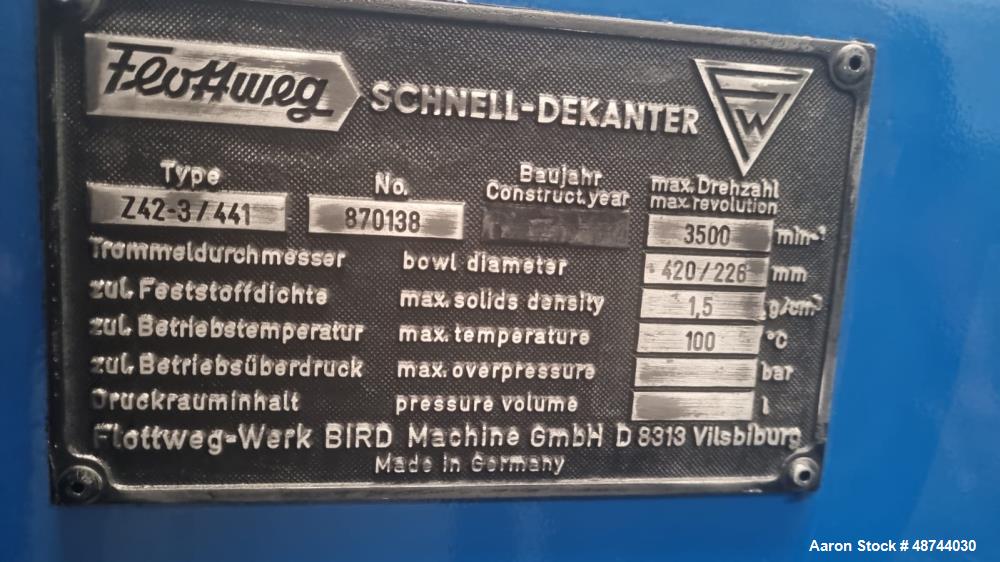 Flottweg SCHNELL-DEKANTER W
Type No. Baujahr Construct.year max. Drehzahl max. revolution
Z42-3/441 870138 3500 min-¹
Trommeldurchmesser bowl diameter 420/226 mm
zul. Feststoffdichte max. solids density 1,5 g/cm³
zul. Betriebstemperatur max. temperature 100 °C
zul. Betriebsüberdruck max. overpressure bar
Druckrauminhalt pressure volume l
Flottweg-Werk BIRD Machine GmbH D 8313 Vilsbiburg
Made in Germany
Aaron Stock # 48744030